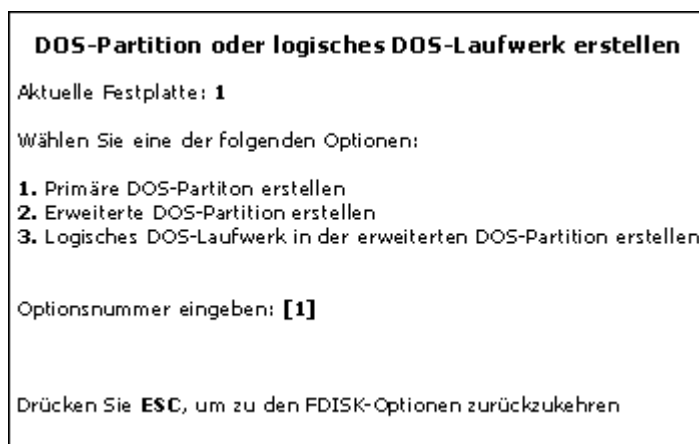 DOS-Partition oder logisches DOS-Laufwerk erstellen
Aktuelle Festplatte: 1
Wählen Sie eine der folgenden Optionen:
1. Primäre DOS-Partiton erstellen
2. Erweiterte DOS-Partition erstellen
3. Logisches DOS-Laufwerk in der erweiterten DOS-Partition erstellen
Optionsnummer eingeben: [1]
Drücken Sie ESC, um zu den FDISK-Optionen zurückzukehren